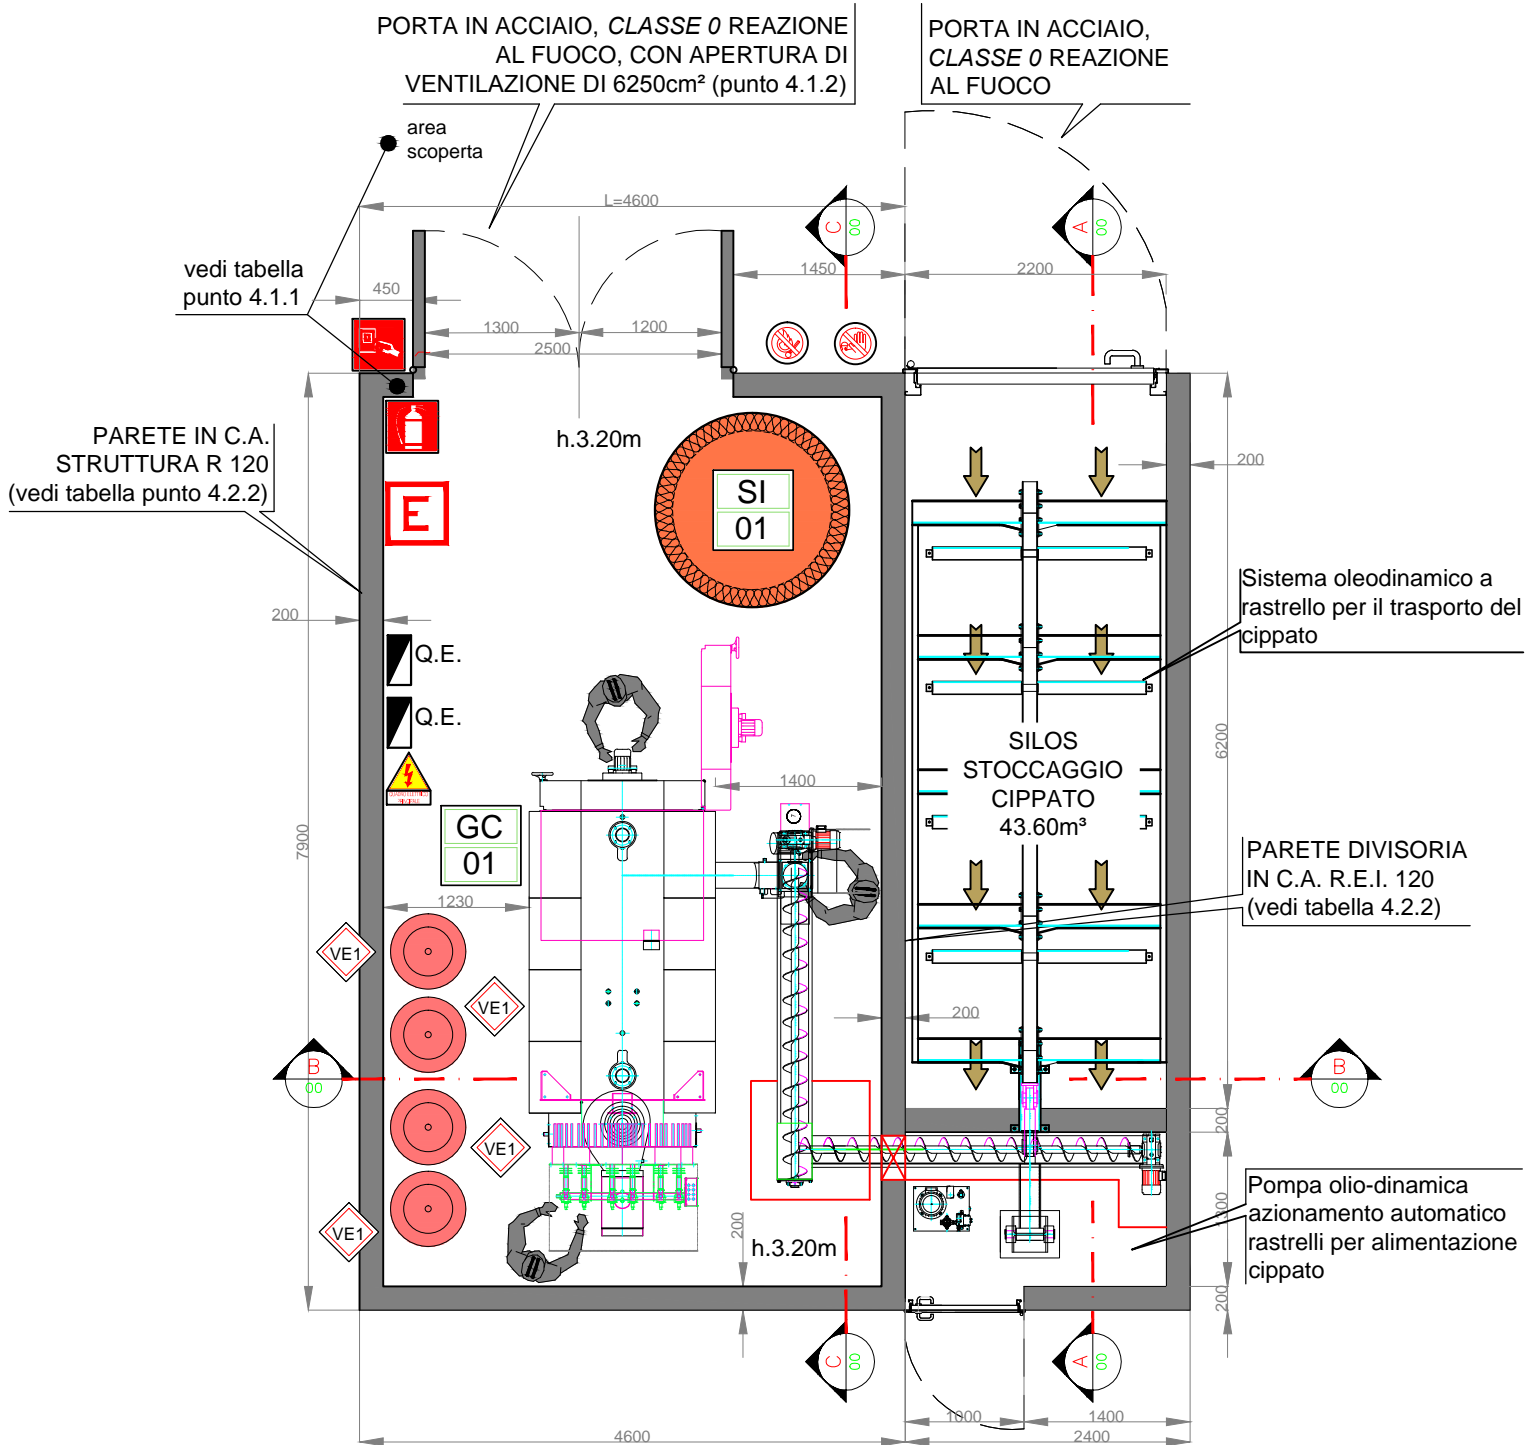 PORTA IN ACCIAIO, CLASSE 0 REAZIONE
AL FUOCO, CON APERTURA DI
VENTILAZIONE DI 6250cm² (punto 4.1.2)
PORTA IN ACCIAIO,
CLASSE 0 REAZIONE
AL FUOCO
area
scoperta
L=4600
C
00
A
00
vedi tabella
punto 4.1.1
450
1450
2200
1300
1200
2500
h.3.20m
PARETE IN C.A.
STRUTTURA R 120
(vedi tabella punto 4.2.2)
200
E
SI
01
Sistema oleodinamico a
rastrello per il trasporto del
cippato
200
Q.E.
Q.E.
6200
SILOS
STOCCAGGIO
CIPPATO
43.60m³
1400
7900
QUADRO ELETTRICO
PRINCIPALE
GC
01
1230
PARETE DIVISORIA
IN C.A. R.E.I. 120
(vedi tabella 4.2.2)
VE1
VE1
200
B
00
B
00
200
VE1
VE1
Pompa olio-dinamica
azionamento automatico
rastrelli per alimentazione
cippato
200
h.3.20m
200
C
00
A
00
1000
1400
4600
2400